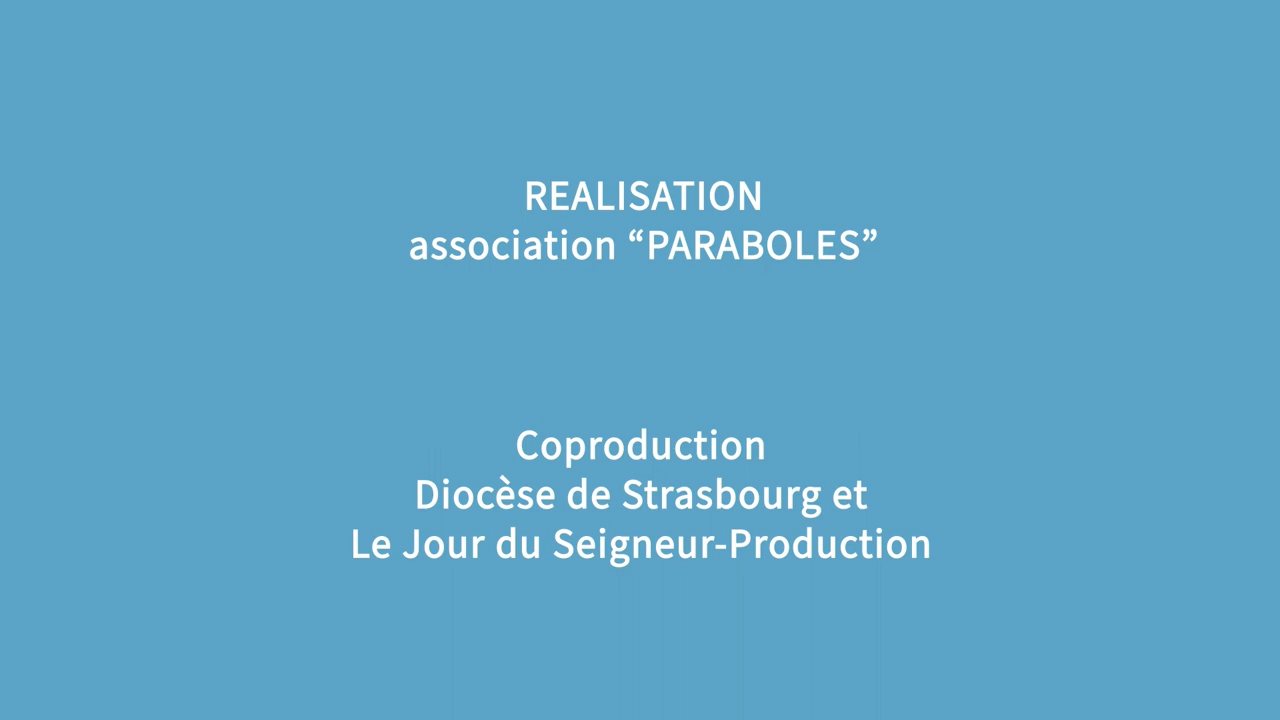 REALISATION
association “PARABOLES”
Coproduction
Diocèse de Strasbourg et
Le Jour du Seigneur-Production